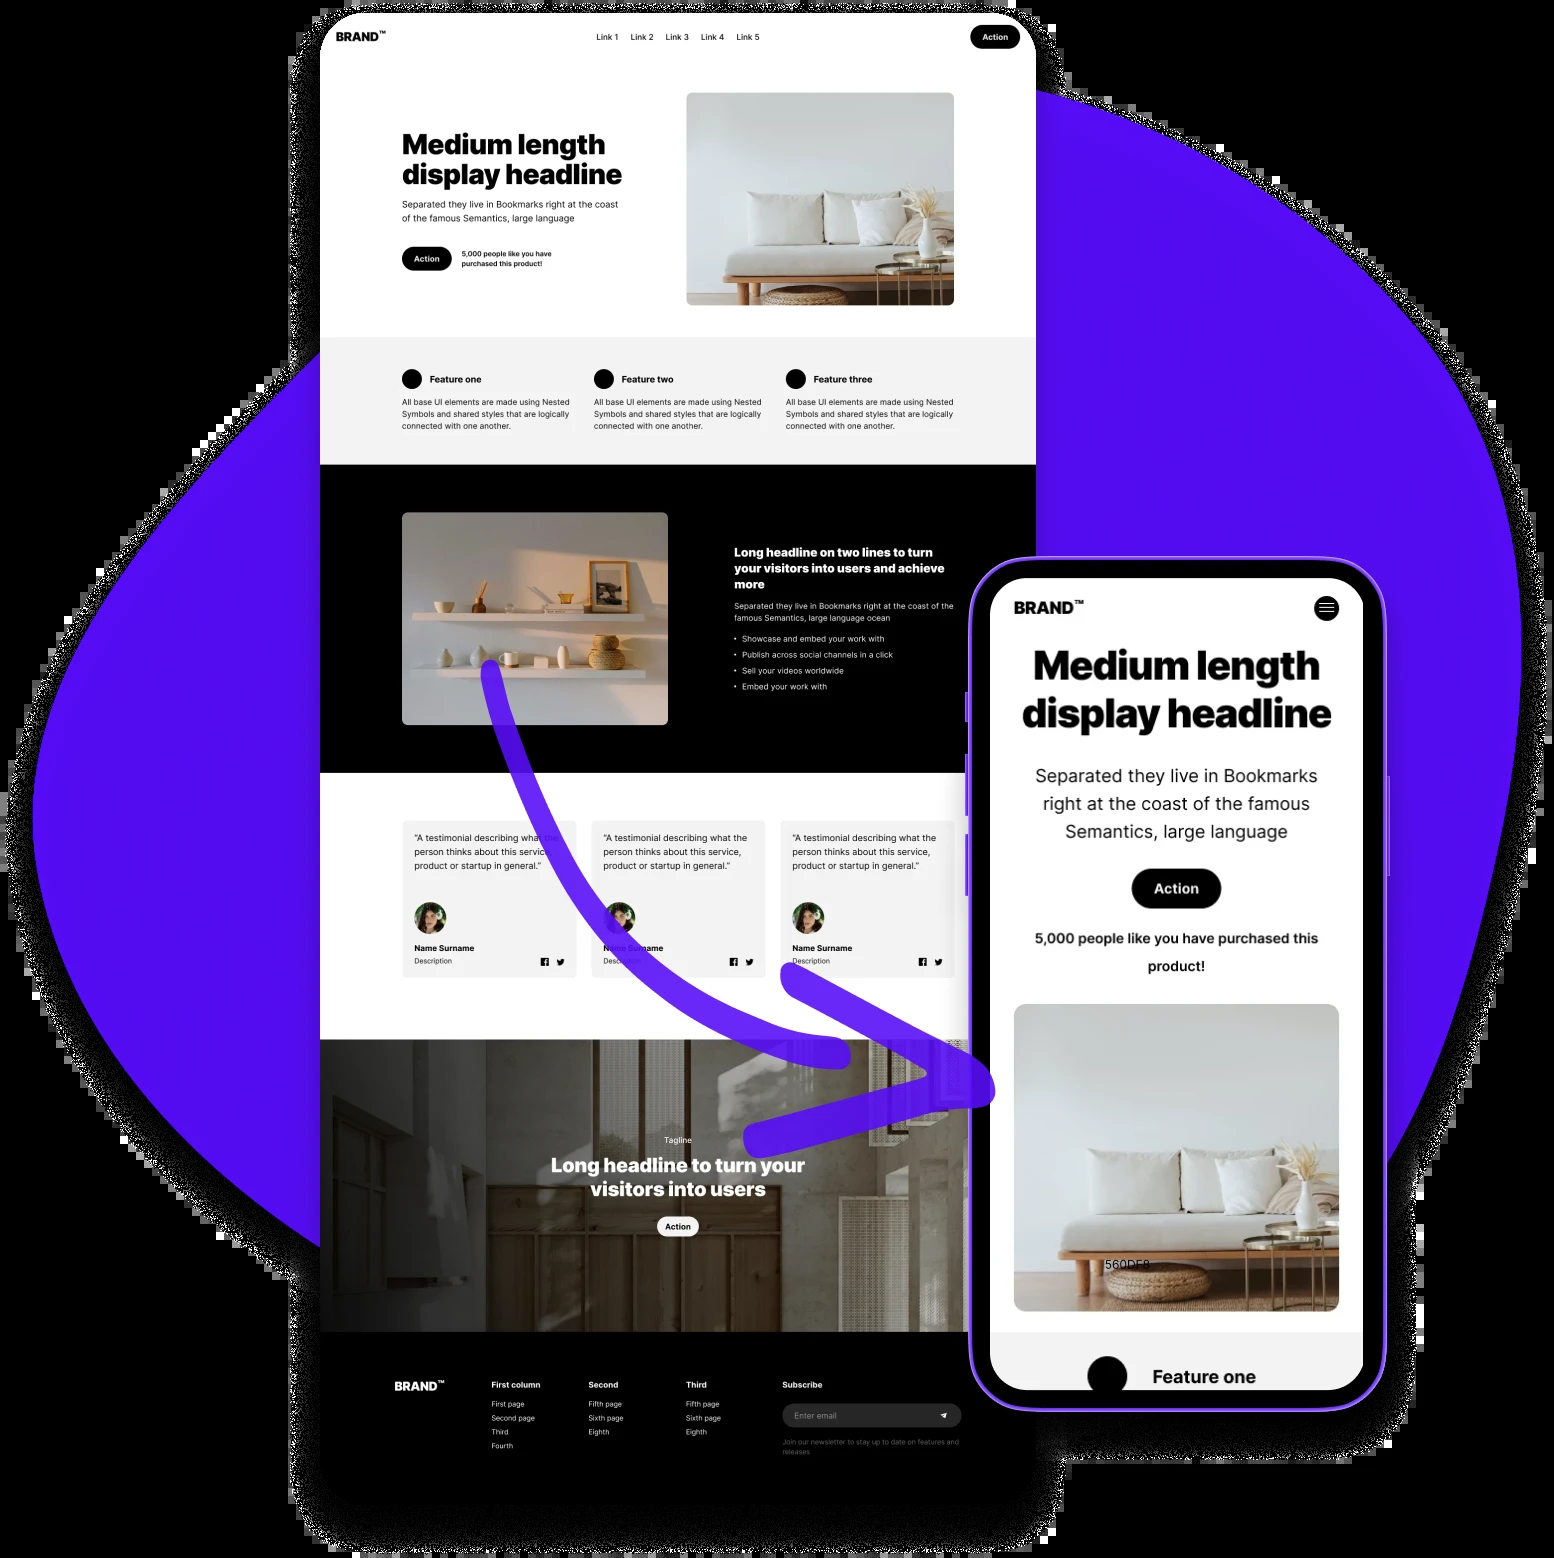 BRAND™
Link 1 Link 2 Link 3 Link 4 Link 5
Action
Medium length
display headline
Separated they live in Bookmarks right at the coast
of the famous Semantics, large language
Action
5,000 people like you have
purchased this product!
Feature one
All base UI elements are made using Nested
Symbols and shared styles that are logically
connected with one another.
Feature two
All base UI elements are made using Nested
Symbols and shared styles that are logically
connected with one another.
Feature three
All base UI elements are made using Nested
Symbols and shared styles that are logically
connected with one another.
Long headline on two lines to turn
your visitors into users and achieve
more
Separated they live in Bookmarks right at the coast of the
famous Semantics, large language ocean
• Showcase and embed your work with
• Publish across social channels in a click
• Sell your videos worldwide
• Embed your work with
“A testimonial describing what the
person thinks about this service,
product or startup in general.”
Name Surname
Description
“A testimonial describing what the
person thinks about this service,
product or startup in general.”
Name Surname
Description
“A testimonial describing what the
person thinks about this service,
product or startup in general.”
Name Surname
Description
Tagline
Long headline to turn your
visitors into users
Action
BRAND™
First column
First page
Second page
Third
Fourth
Second
Fifth page
Sixth page
Eighth
Third
Fifth page
Sixth page
Eighth
Subscribe
Enter email
Join our newsletter to stay up to date on features and
releases
BRAND™
Medium length
display headline
Separated they live in Bookmarks
right at the coast of the famous
Semantics, large language
Action
5,000 people like you have purchased this
product!
560DF8
Feature one